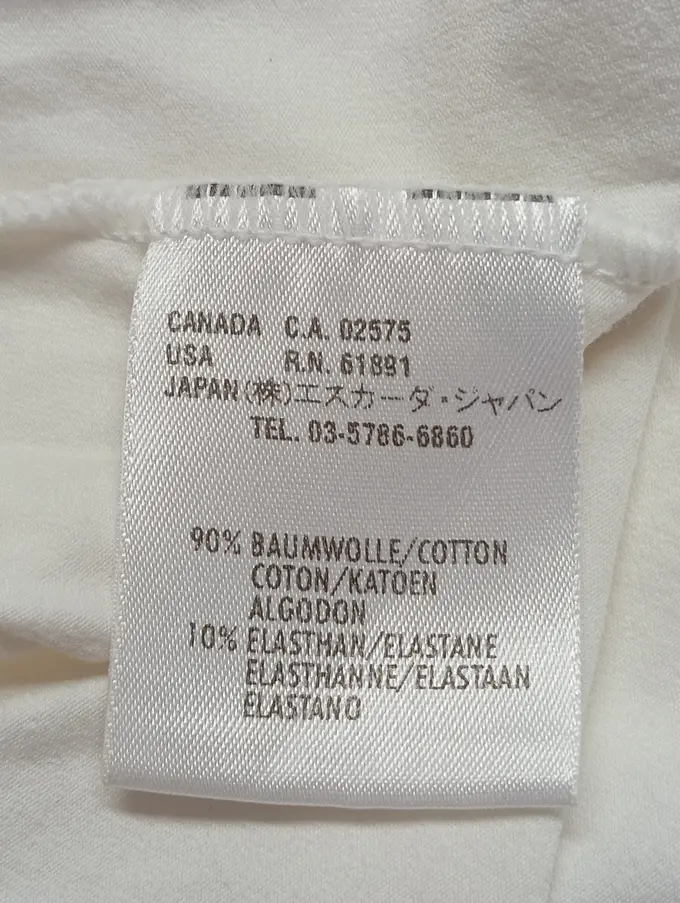 CANADA C.A. 02575
USA R.N. 61891
JAPAN(株)エスカーダ・ジャパン
TEL. 03-5786-6860
90% BAUMWOLLE/COTTON
COTON/KATOEN
ALGODON
10% ELASTHAN/ELASTANE
ELASTHANNE/ELASTAAN
ELASTANO